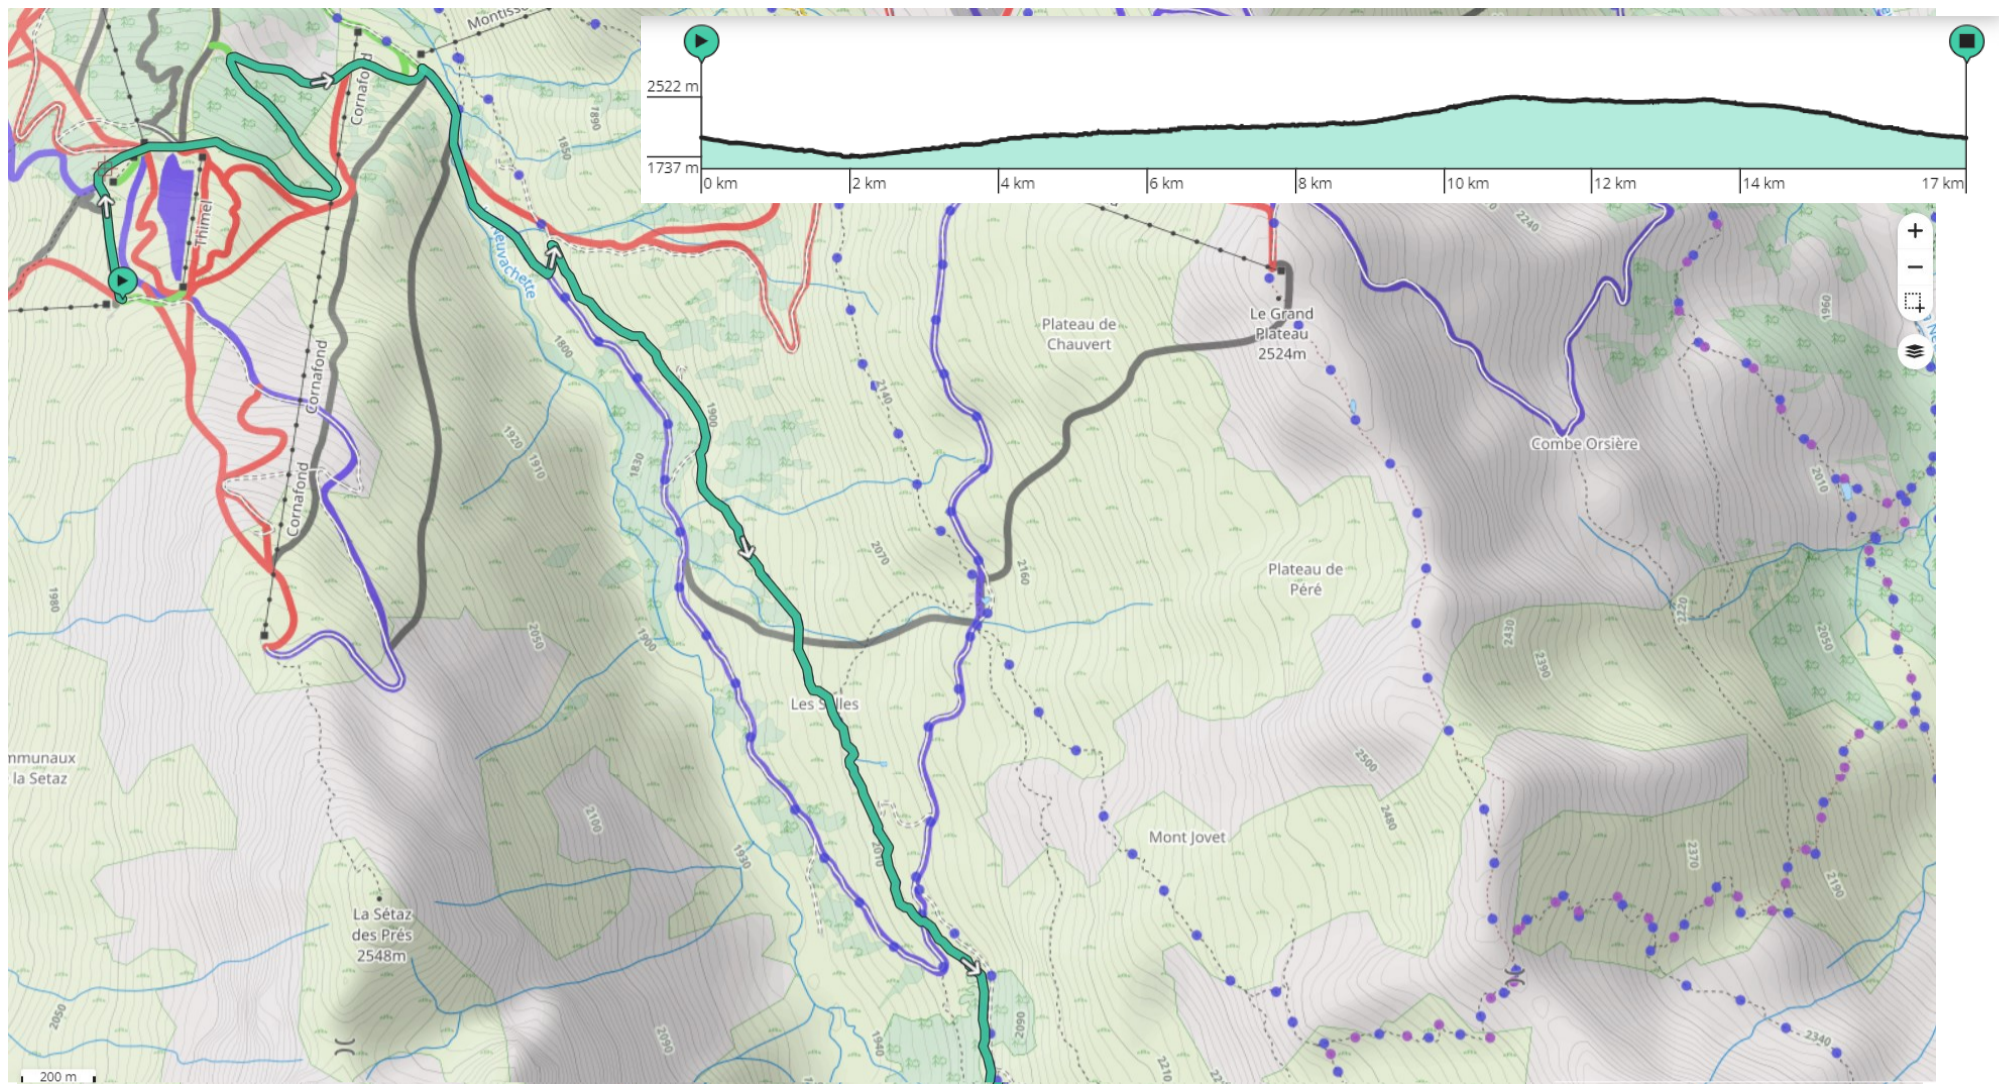 Montiss
2522 m
1737 m
0 km
2 km
4 km
6 km
8 km
10 km
12 km
14 km
17 km
Cornafond
1890
1850
Thimel
Neuvachette
2240
Le Grand
Plateau
2524m
1960
Plateau de
Chauvert
1800
2140
Cornafond
1900
1920
1910
1830
Combe Orsière
2010
Cornafond
2070
2160
Plateau de
Péré
1980
2050
1900
2220
2430
2390
2050
Les Salles
mmunaux
la Setaz
2500
2480
2100
Mont Jovet
1930
2010
2370
2190
La Sétaz
des Prés
2548m
2050
2090
1940
2090
2210
2340
200 m